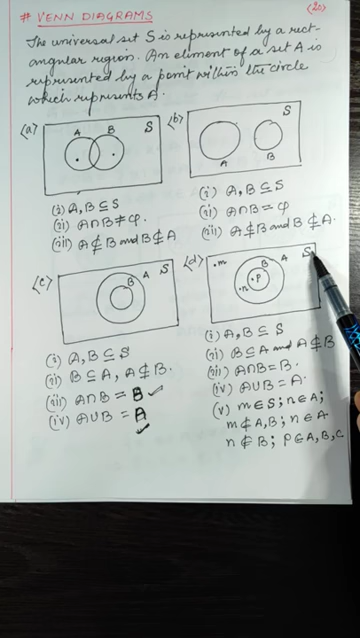 # VENN DIAGRAMS
<20>
The universal set S is represented by a rect-
angular region. An eliment of a set A is
represented by a point within the circle
which represents A.
<a>
A B S
(i) A, B ⊆ S
(ii) A∩B ≠ φ.
(iii) A⊄B and B⊄A
<b>
S
A B
(i) A, B ⊆ S
(ii) A∩B = φ
(iii) A⊄B and B⊄A.
<c>
B A S
(i) A, B ⊆ S
(ii) B⊆A, A⊄B.
(iii) A∩B = B ✓
(iv) A∪B = A
✓
<d>
.m B A S
.n .p
(i) A, B ⊆ S
(ii) B⊆A and A⊄B
(iii) A∩B = B.
(iv) A∪B = A.
(v) m∈S; n∈A;
m∉A,B; n∈A
n∉B; P∈A,B,C